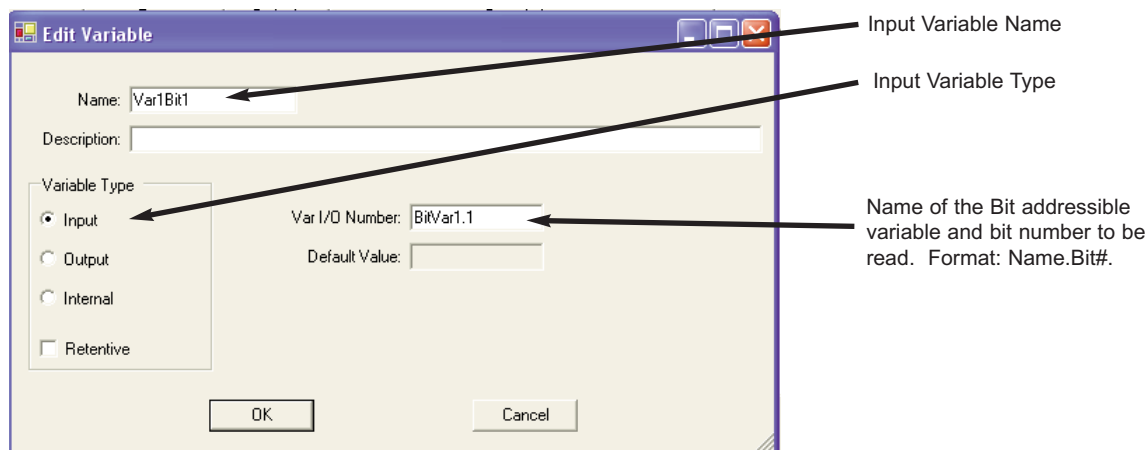 Edit Variable
Input Variable Name
Input Variable Type
Name: Var1Bit1
Description:
Variable Type
Input
Output
Internal
Retentive
Var I/O Number: BitVar1.1
Default Value:
Name of the Bit addressible
variable and bit number to be
read. Format: Name.Bit#.
OK
Cancel